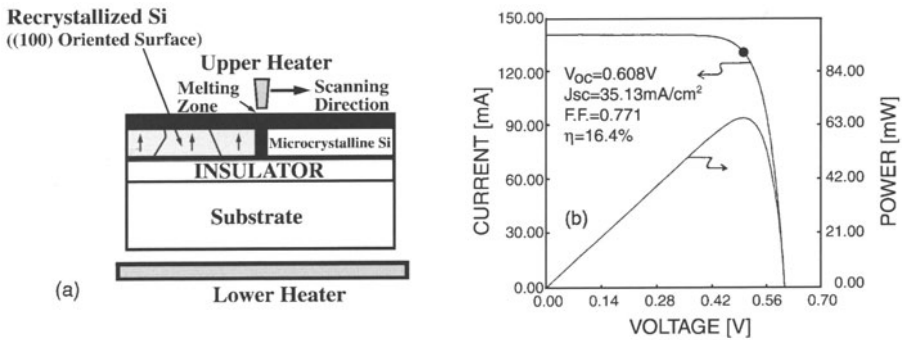 Recrystallized Si
((100) Oriented Surface)
Upper Heater
Melting
Zone
Scanning
Direction
Microcrystalline Si
INSULATOR
Substrate
Lower Heater
(a)
150.00
120.00
90.00
60.00
30.00
0.00
CURRENT [mA]
Voc=0.608V
Jsc=35.13mA/cm²
F.F.=0.771
η=16.4%
(b)
84.00
63.00
42.00
21.00
0.00
POWER [mW]
0.00 0.14 0.28 0.42 0.56 0.70
VOLTAGE [V]